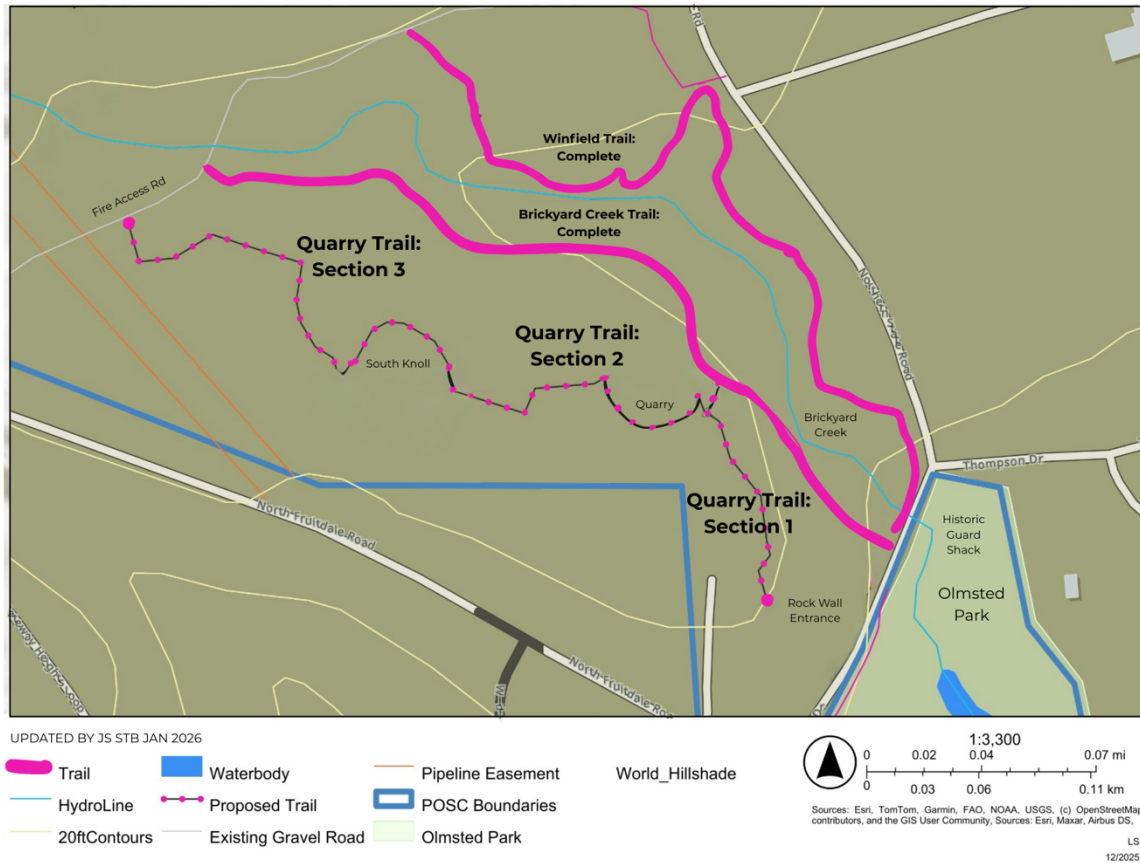 Rd
Winfield Trail:
Complete
Brickyard Creek Trail:
Complete
Fire Access Rd
Quarry Trail:
Section 3
South Knoll
Quarry Trail:
Section 2
Quarry
Brickyard
Creek
Thompson Dr
Quarry Trail:
Section 1
North Fruitdale Road
Historic
Guard
Shack
Olmsted
Park
Rock Wall
Entrance
North Fruitdale Roa
Dr
UPDATED BY JS STB JAN 2026
Trail
Waterbody
Pipeline Easement
World_Hillshade
HydroLine
Proposed Trail
POSC Boundaries
20ftContours
Existing Gravel Road
Olmsted Park
1:3,300
0 0.02 0.04 0.07 mi
0 0.03 0.06 0.11 km
Sources: Esri, TomTom, Garmin, FAO, NOAA, USGS, (c) OpenStreetMap
contributors, and the GIS User Community, Sources: Esri, Maxar, Airbus DS,
LS
12/2025